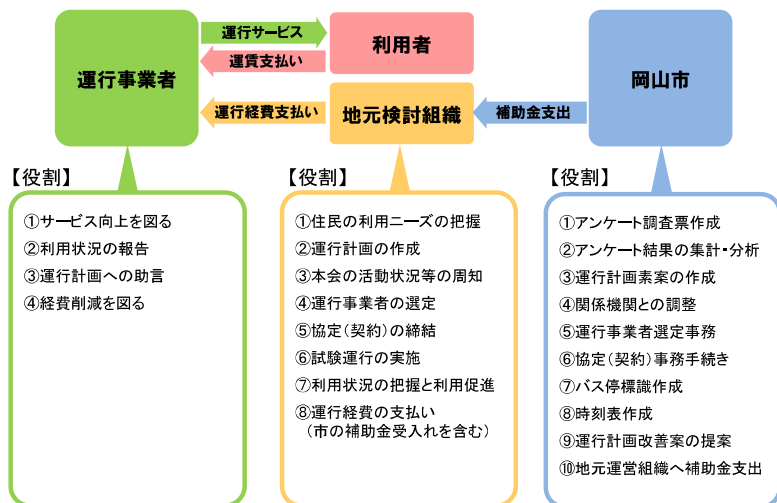 運行サービス
利用者
運賃支払い
運行事業者
岡山市
運行経費支払い
地元検討組織
補助金支出
【役割】
①サービス向上を図る
②利用状況の報告
③運行計画への助言
④経費削減を図る
【役割】
①住民の利用ニーズの把握
②運行計画の作成
③本会の活動状況等の周知
④運行事業者の選定
⑤協定(契約)の締結
⑥試験運行の実施
⑦利用状況の把握と利用促進
⑧運行経費の支払い
(市の補助金受入れを含む)
【役割】
①アンケート調査票作成
②アンケート結果の集計・分析
③運行計画素案の作成
④関係機関との調整
⑤運行事業者選定事務
⑥協定(契約)事務手続き
⑦バス停標識作成
⑧時刻表作成
⑨運行計画改善案の提案
⑩地元運営組織へ補助金支出